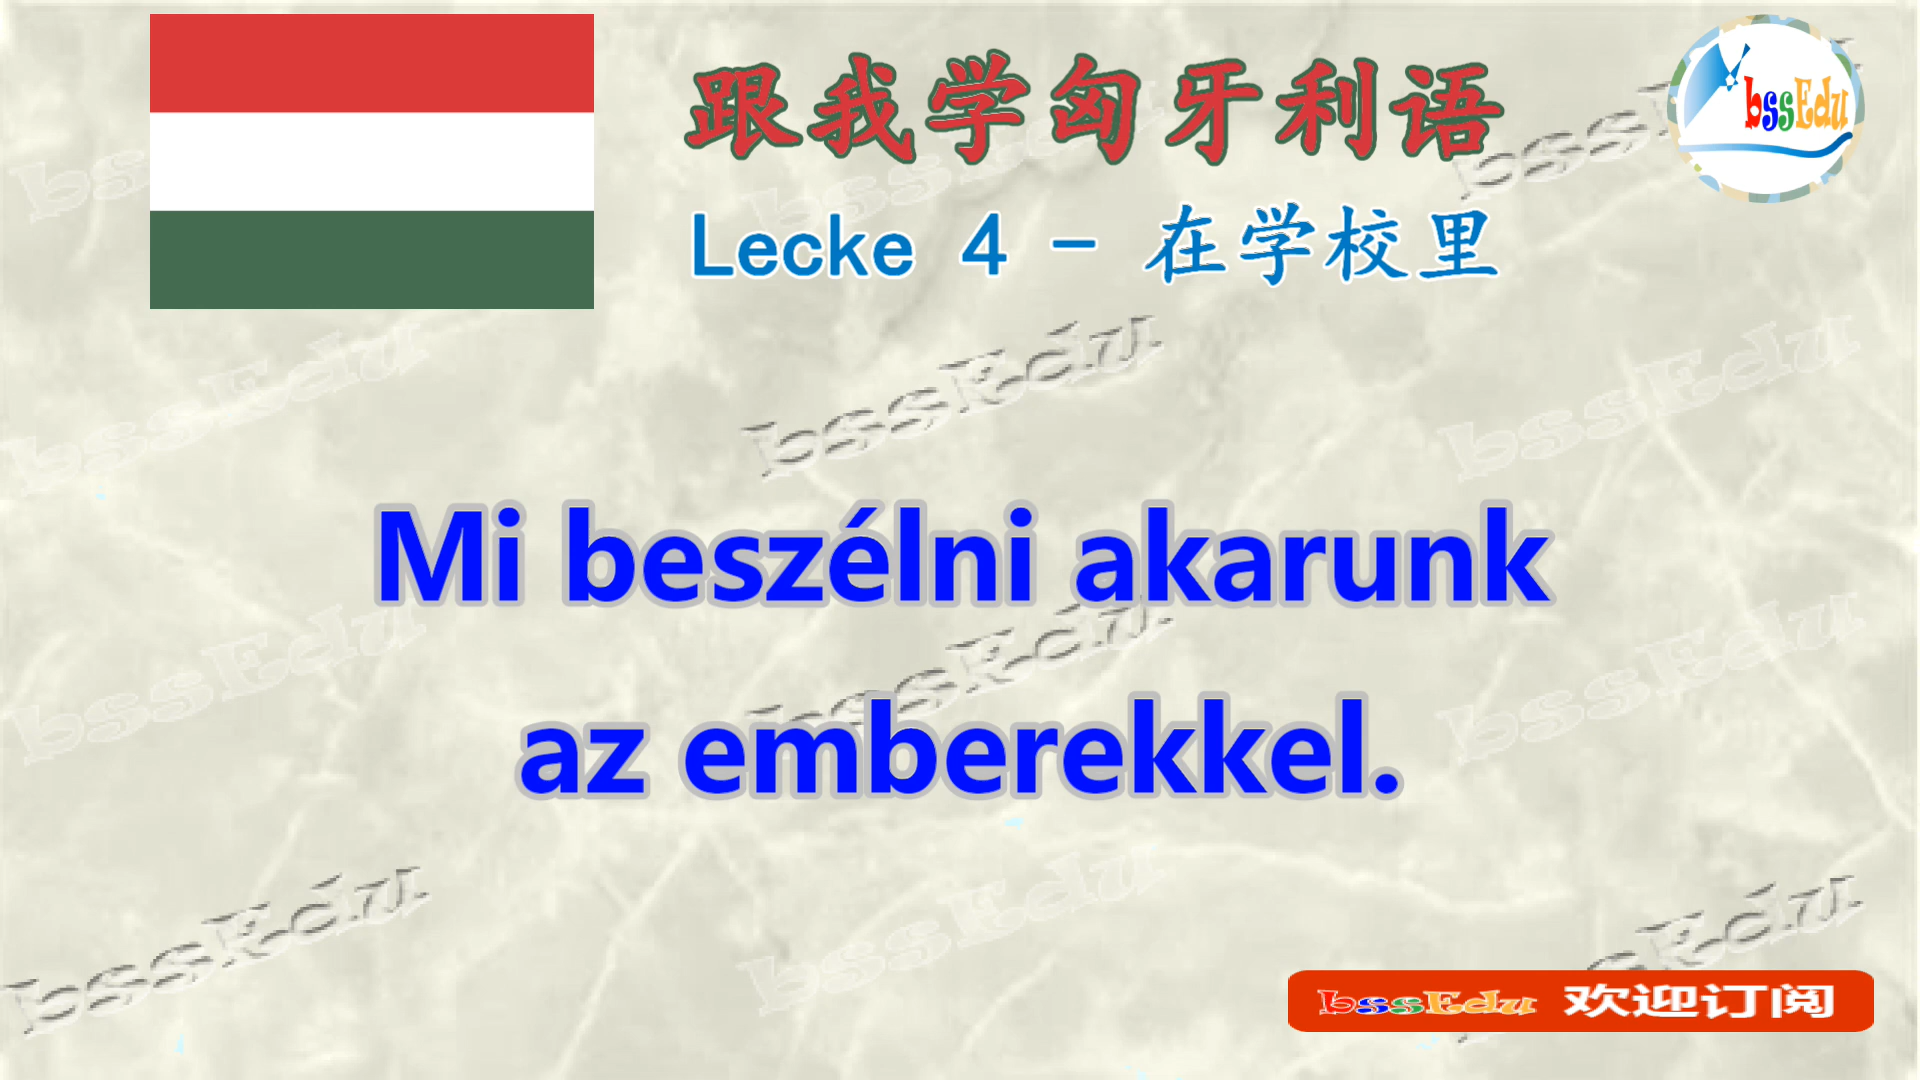 跟我学匈牙利语
bssEdu
Lecke 4 - 在学校里
Mi beszélni akarunk
az emberekkel.
bssEdu 欢迎订阅